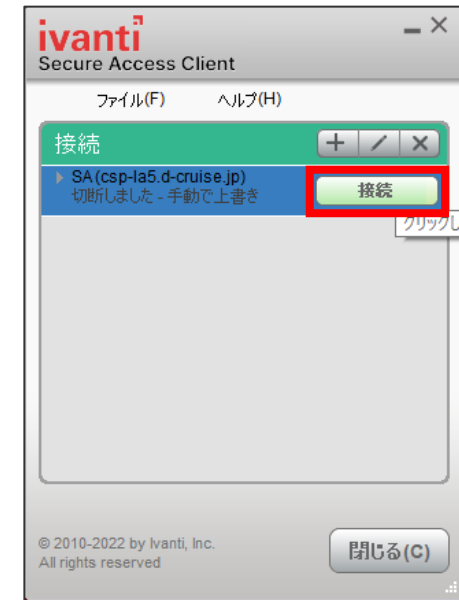 ivanti
Secure Access Client
ファイル(F) ヘルプ(H)
接続
SA (csp-la5.d-cruise.jp)
切断しました - 手動で上書き
接続
クリックし
© 2010-2022 by Ivanti, Inc.
All rights reserved
閉じる(C)